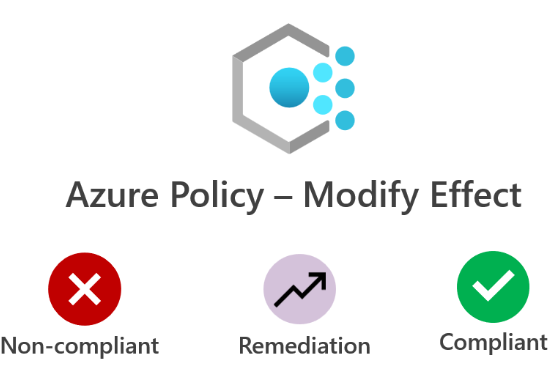 Azure Policy – Modify Effect
Non-compliant
Remediation
Compliant